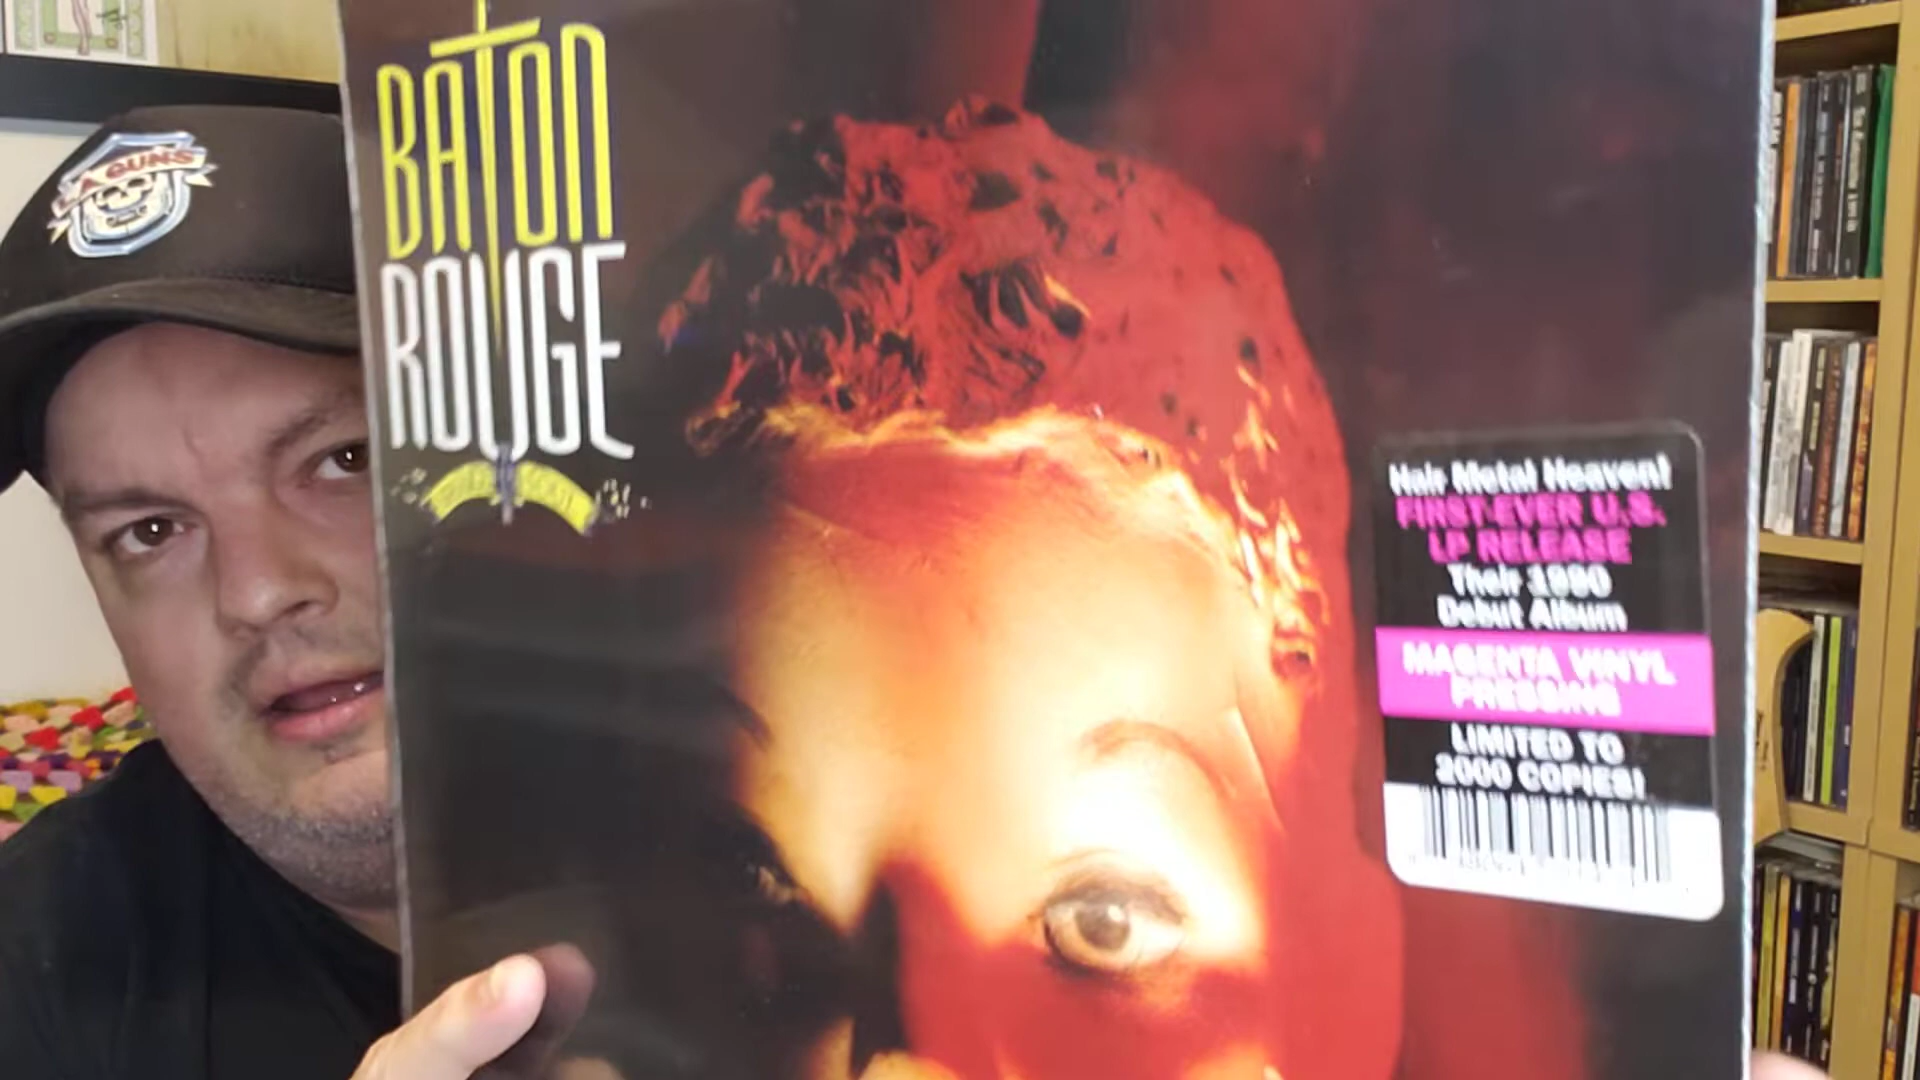 L.A GUNS
BATON
ROUGE
Hair Metal Heaven!
FIRST-EVER U.S.
LP RELEASE
Their 1990
Debut Album
MAGENTA VINYL
PRESSING
LIMITED TO
2000 COPIES!